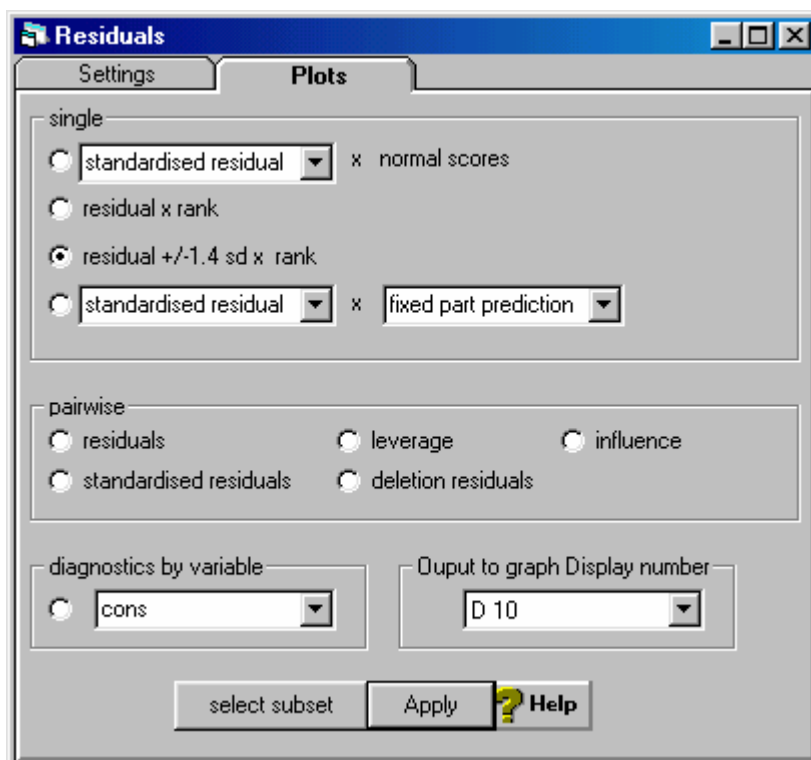 Residuals
Settings Plots
single
standardised residual x normal scores
residual x rank
residual +/-1.4 sd x rank
standardised residual x fixed part prediction
pairwise
residuals leverage influence
standardised residuals deletion residuals
diagnostics by variable Ouput to graph Display number
cons D 10
select subset Apply Help